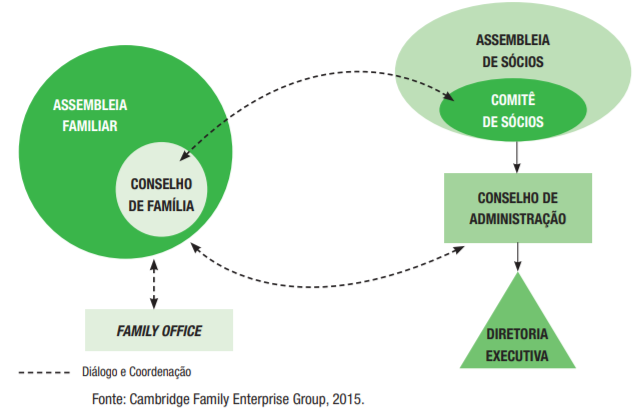 ASSEMBLEIA
FAMILIAR
CONSELHO
DE FAMÍLIA
FAMILY OFFICE
ASSEMBLEIA
DE SÓCIOS
COMITÊ
DE SÓCIOS
CONSELHO DE
ADMINISTRAÇÃO
DIRETORIA
EXECUTIVA
Diálogo e Coordenação
Fonte: Cambridge Family Enterprise Group, 2015.